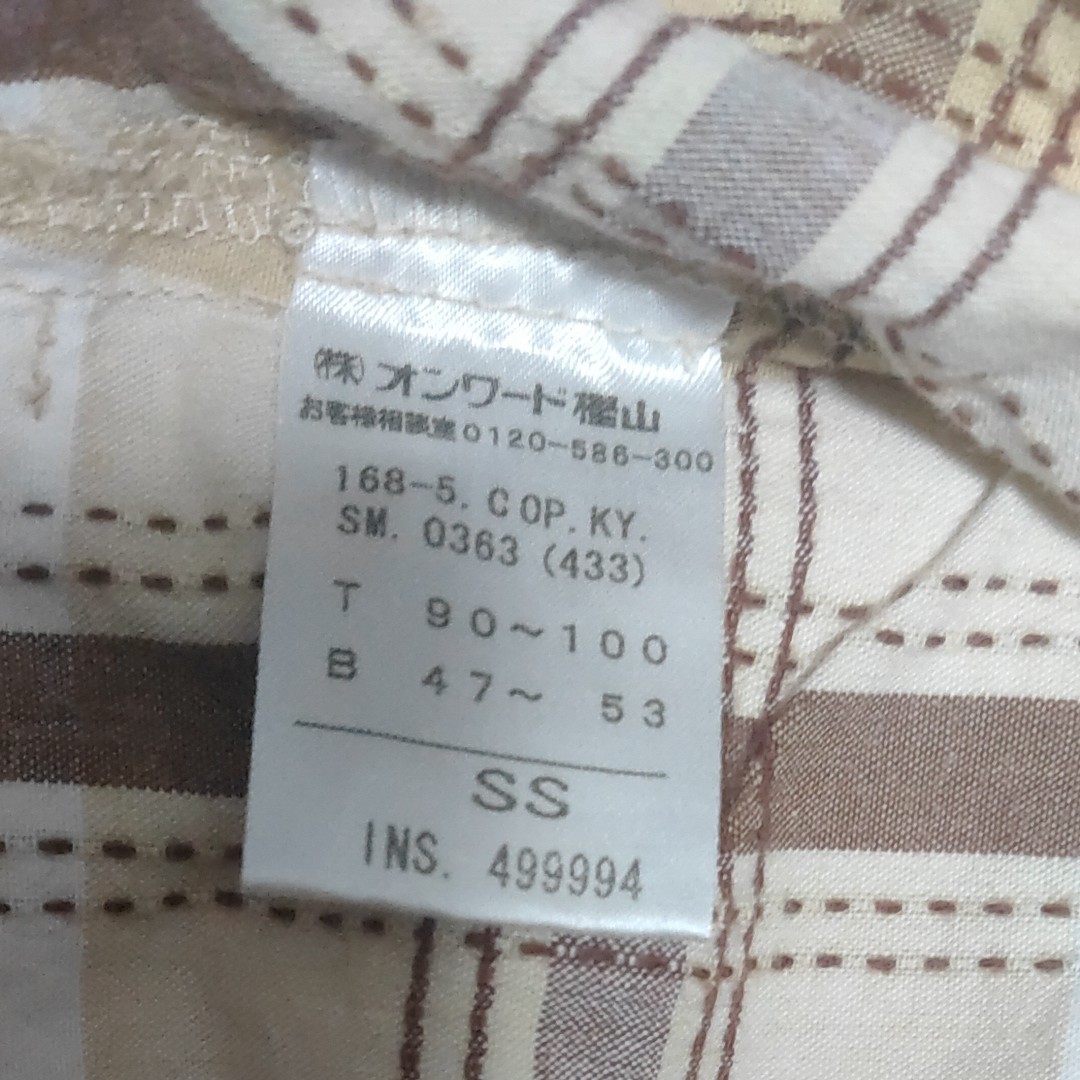 (株)オンワード樫山
お客様相談室0120-586-300
168-5. COP. KY.
SM. 0363 (433)
T 90~100
B 47~ 53
SS
INS. 499994